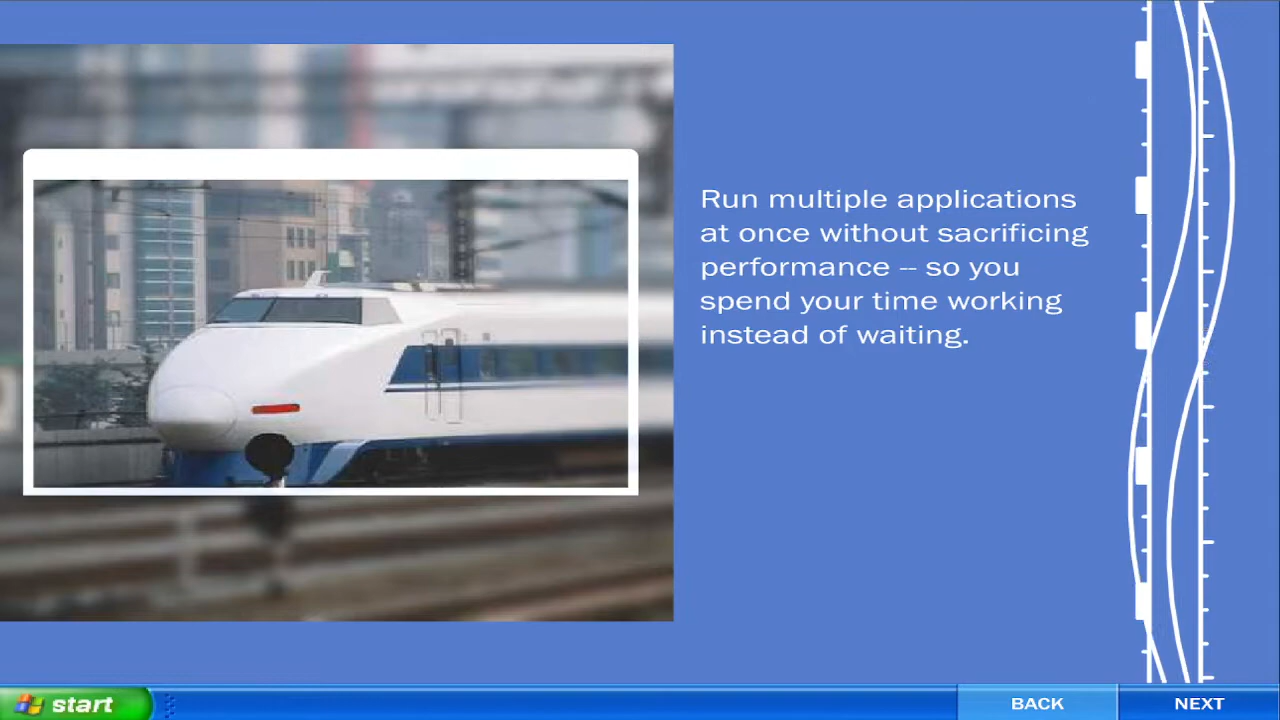 Run multiple applications
at once without sacrificing
performance -- so you
spend your time working
instead of waiting.
start
BACK
NEXT